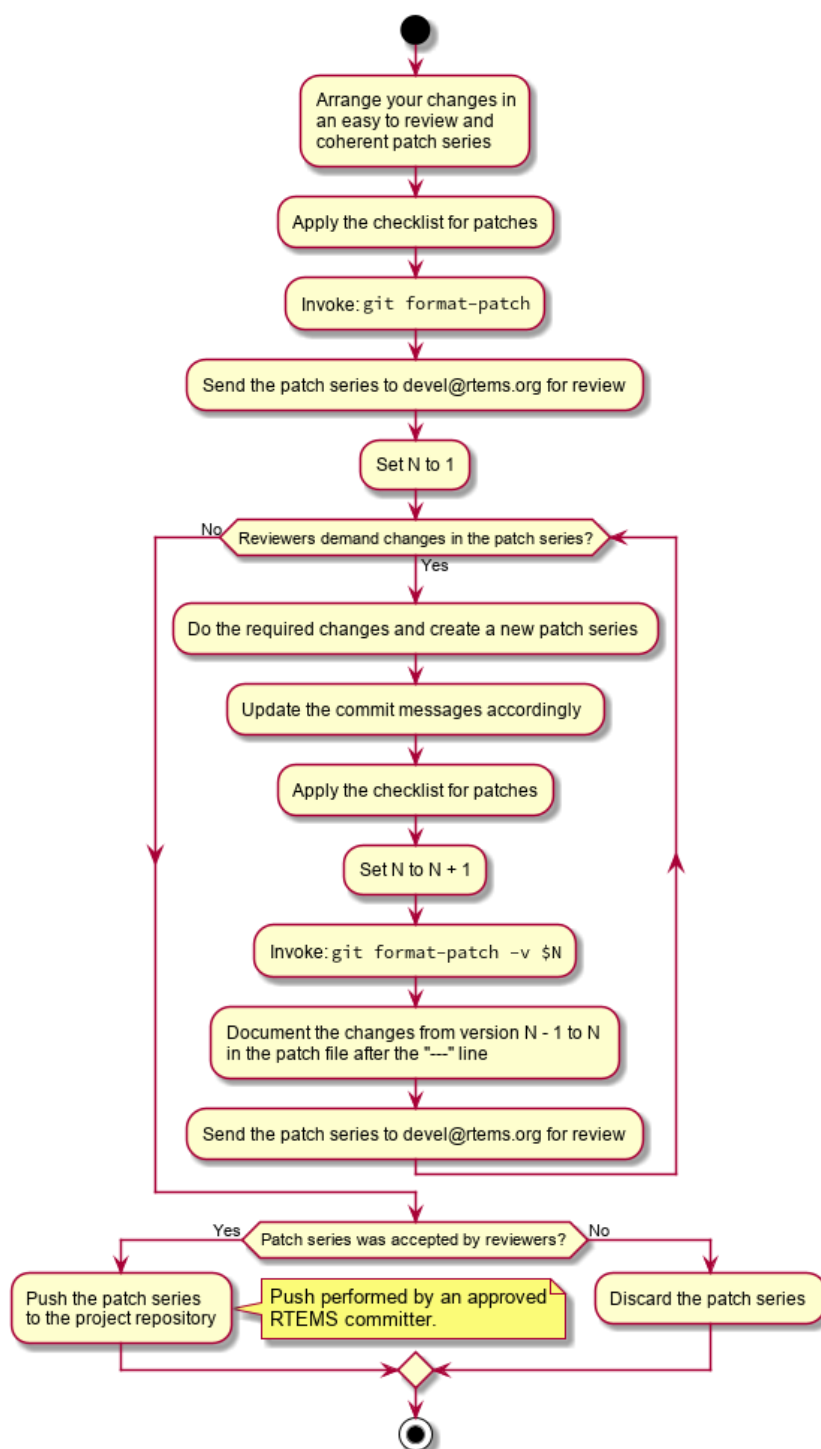 Arrange your changes in
an easy to review and
coherent patch series
Apply the checklist for patches
Invoke: git format-patch
Send the patch series to devel@rtems.org for review
Set N to 1
No
Reviewers demand changes in the patch series?
Yes
Do the required changes and create a new patch series
Update the commit messages accordingly
Apply the checklist for patches
Set N to N + 1
Invoke: git format-patch -v $N
Document the changes from version N - 1 to N
in the patch file after the "---" line
Send the patch series to devel@rtems.org for review
Yes
Patch series was accepted by reviewers?
No
Push the patch series
to the project repository
Push performed by an approved
RTEMS committer.
Discard the patch series